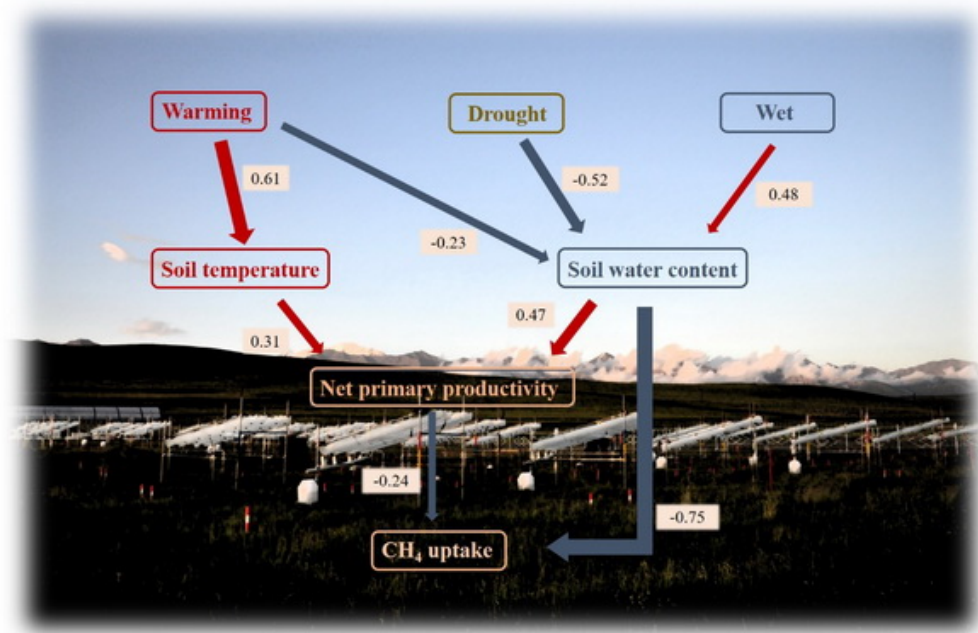 Warming
Drought
Wet
0.61
-0.52
0.48
-0.23
Soil temperature
Soil water content
0.31
0.47
Net primary productivity
-0.24
-0.75
CH₄ uptake